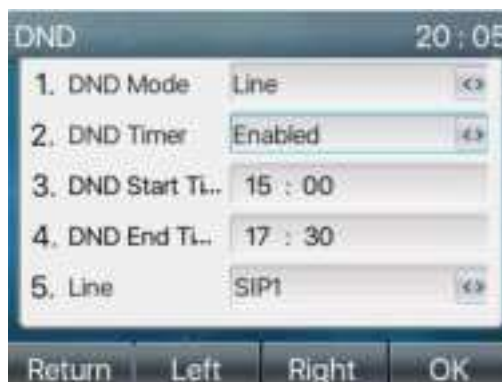 DND 20 : 05
1. DND Mode Line
2. DND Timer Enabled
3. DND Start Ti... 15 : 00
4. DND End Ti... 17 : 30
5. Line SIP1
Return Left Right OK